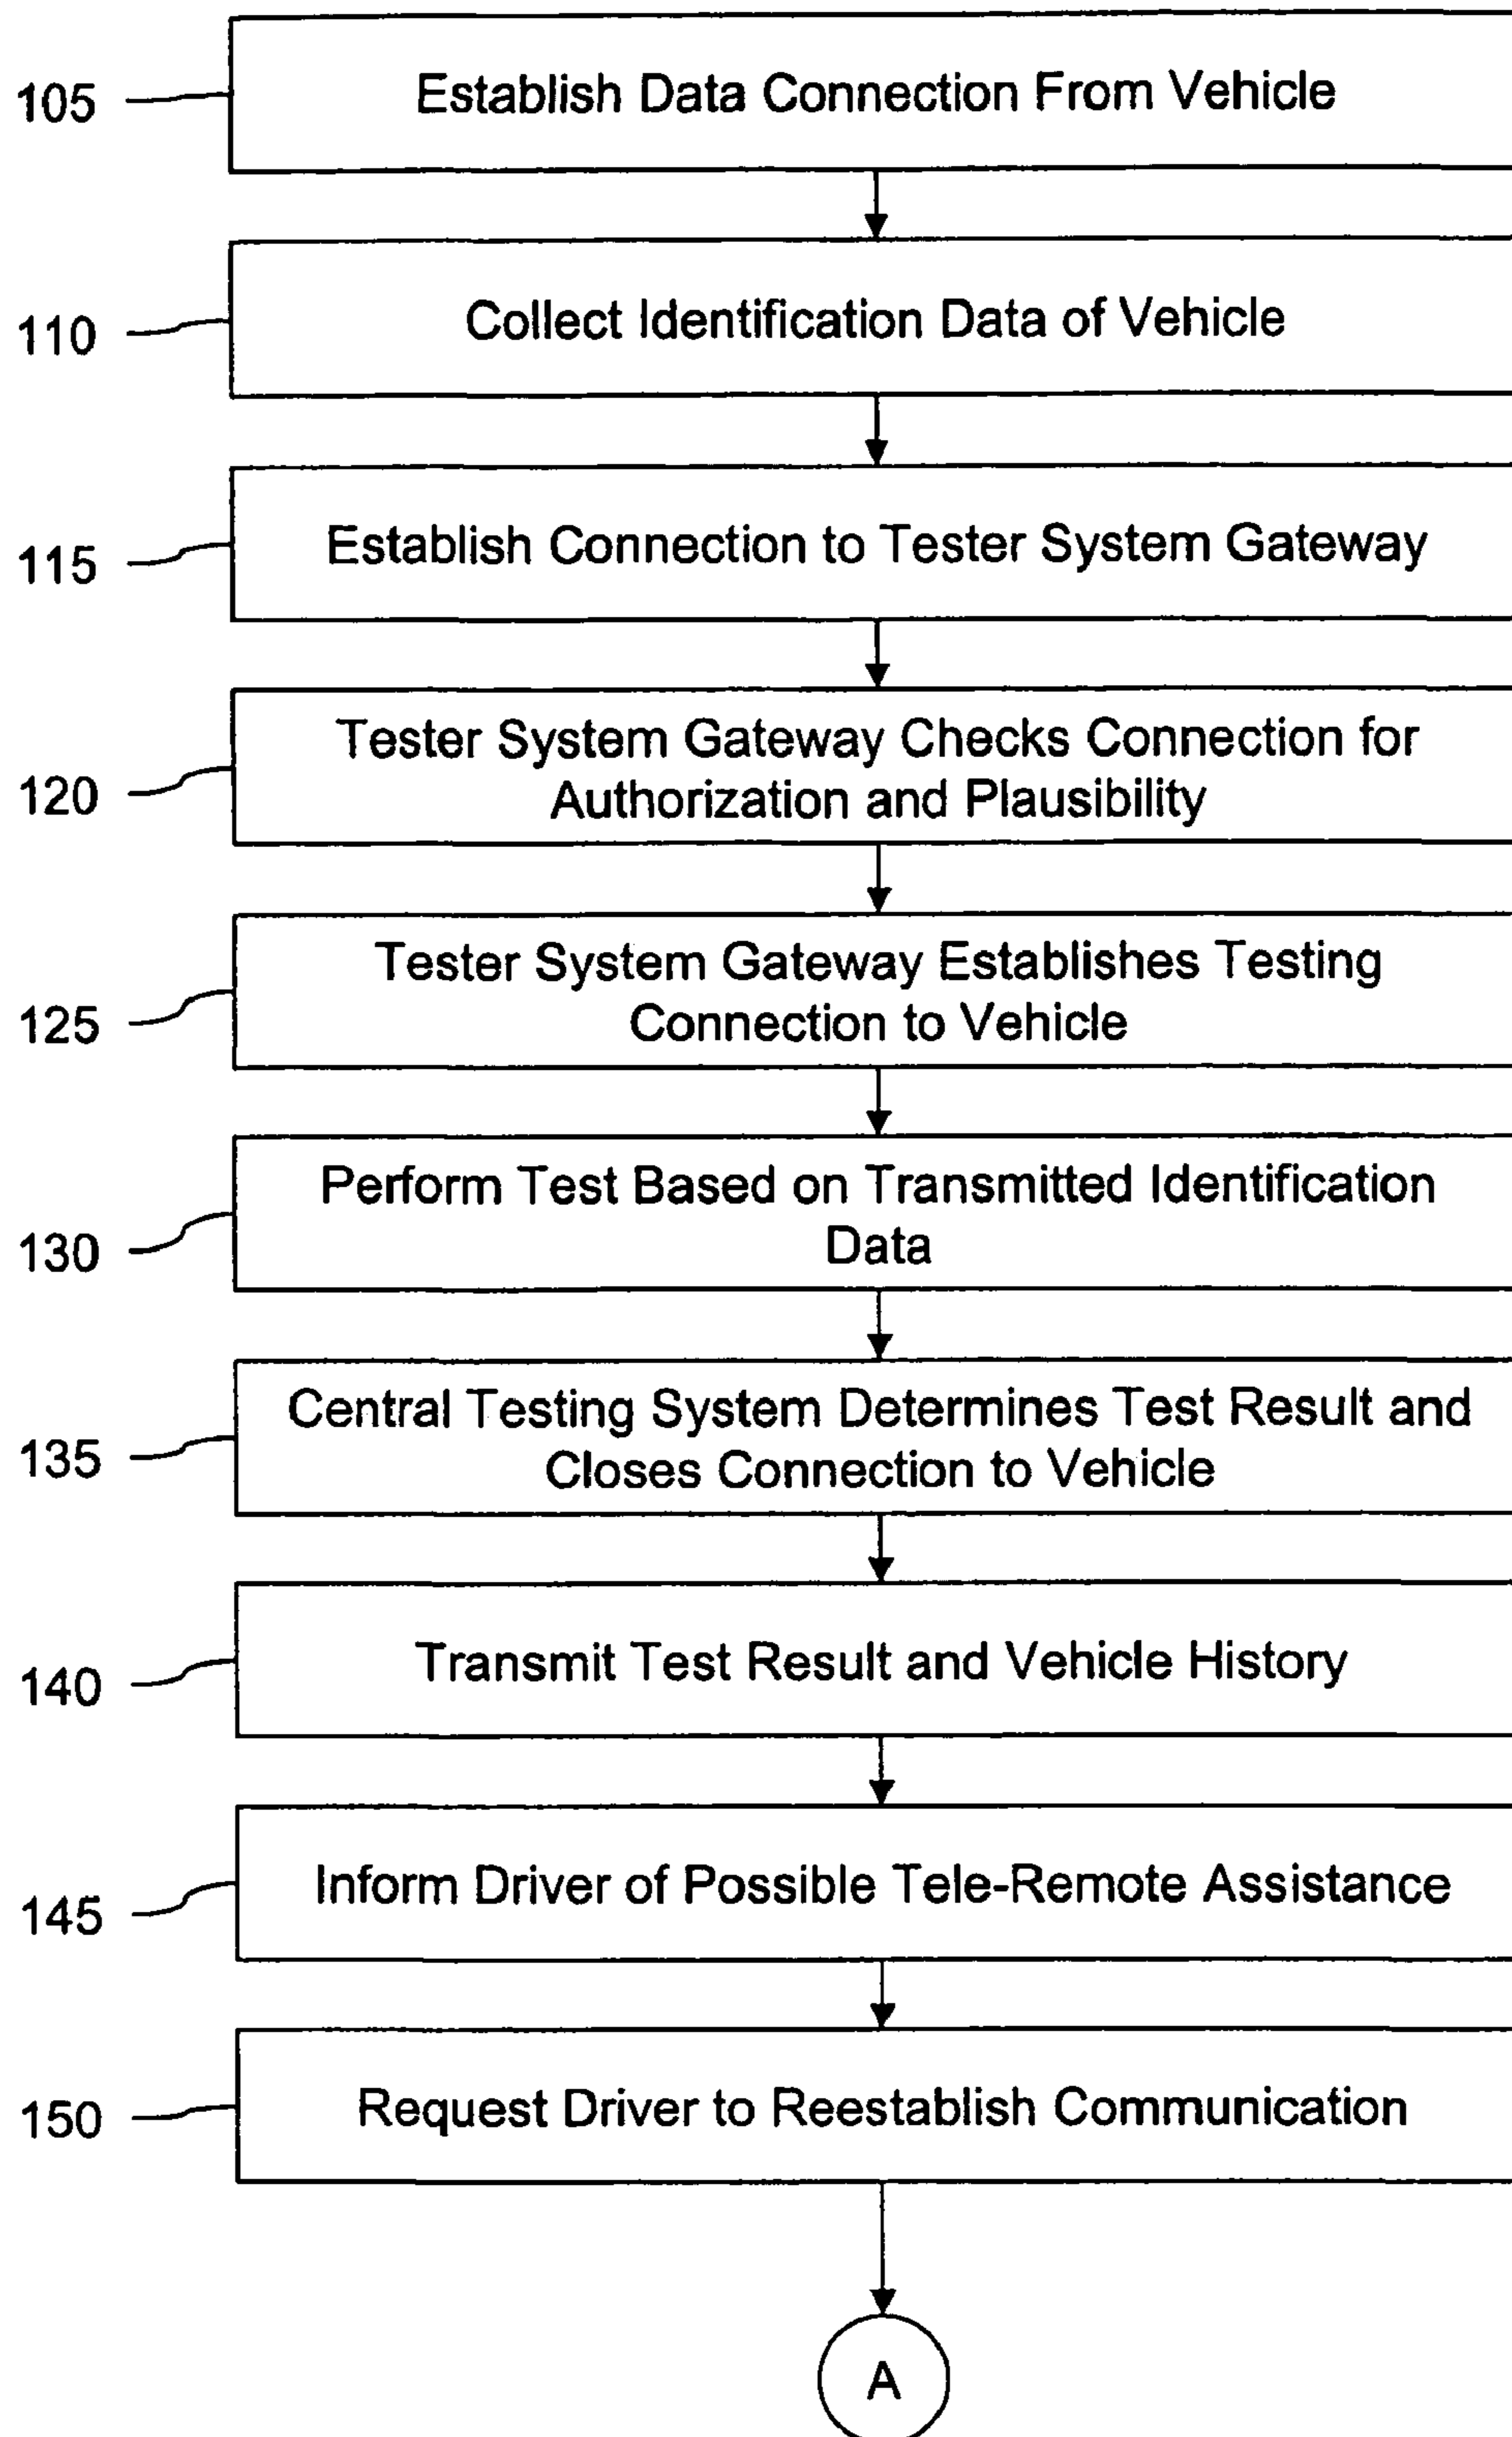 105
Establish Data Connection From Vehicle
110
Collect Identification Data of Vehicle
115
Establish Connection to Tester System Gateway
120
Tester System Gateway Checks Connection for
Authorization and Plausibility
125
Tester System Gateway Establishes Testing
Connection to Vehicle
130
Perform Test Based on Transmitted Identification
Data
135
Central Testing System Determines Test Result and
Closes Connection to Vehicle
140
Transmit Test Result and Vehicle History
145
Inform Driver of Possible Tele-Remote Assistance
150
Request Driver to Reestablish Communication
A